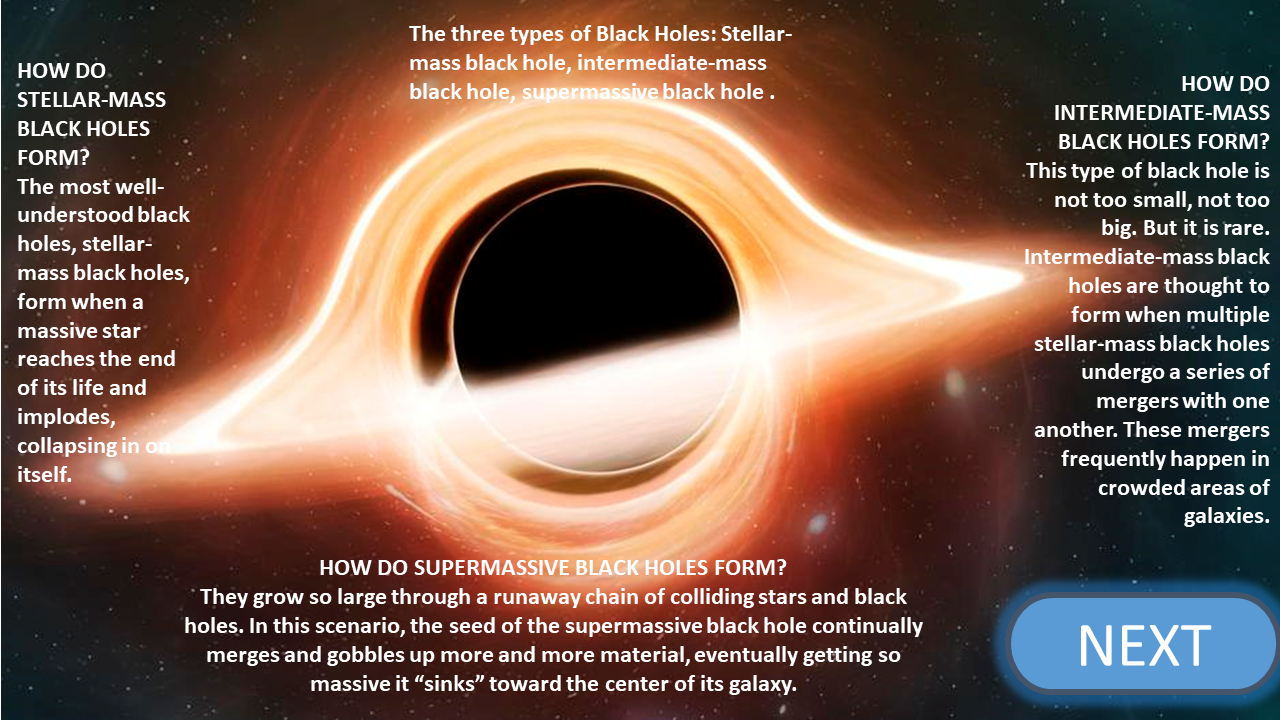 The three types of Black Holes: Stellar-
mass black hole, intermediate-mass
black hole, supermassive black hole .
HOW DO
STELLAR-MASS
BLACK HOLES
FORM?
The most well-
understood black
holes, stellar-
mass black holes,
form when a
massive star
reaches the end
of its life and
implodes,
collapsing in on
itself.
HOW DO
INTERMEDIATE-MASS
BLACK HOLES FORM?
This type of black hole is
not too small, not too
big. But it is rare.
Intermediate-mass black
holes are thought to
form when multiple
stellar-mass black holes
undergo a series of
mergers with one
another. These mergers
frequently happen in
crowded areas of
galaxies.
HOW DO SUPERMASSIVE BLACK HOLES FORM?
They grow so large through a runaway chain of colliding stars and black
holes. In this scenario, the seed of the supermassive black hole continually
merges and gobbles up more and more material, eventually getting so
massive it “sinks” toward the center of its galaxy.
NEXT